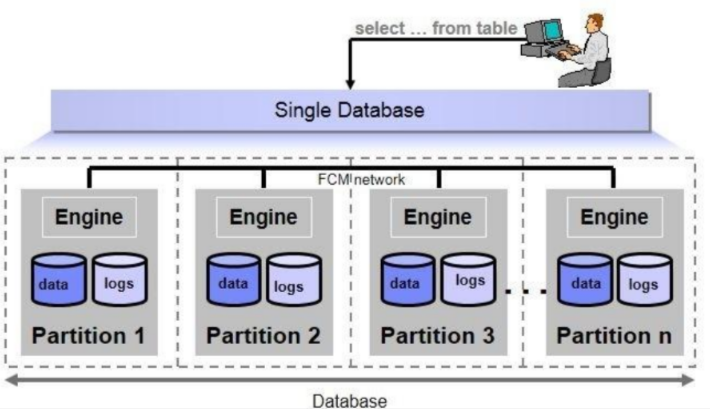 select ... from table
Single Database
FCM network
Engine Engine Engine Engine
data logs data logs data logs . . . data logs
Partition 1 Partition 2 Partition 3 Partition n
Database